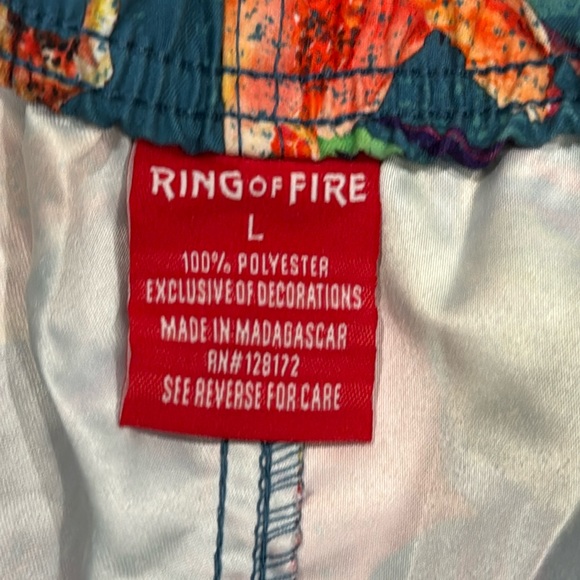 RING OF FIRE
L
100% POLYESTER
EXCLUSIVE OF DECORATIONS
MADE IN MADAGASCAR
RN#128172
SEE REVERSE FOR CARE